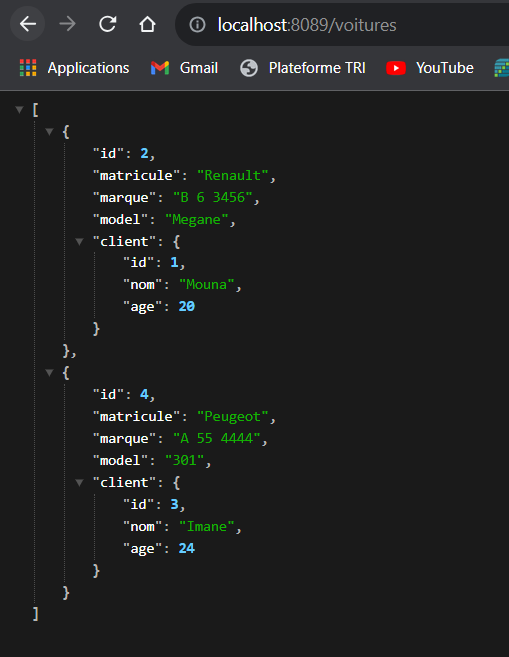 localhost:8089/voitures
Applications Gmail Plateforme TRI YouTube
[
{
"id": 2,
"matricule": "Renault",
"marque": "B 6 3456",
"model": "Megane",
"client": {
"id": 1,
"nom": "Mouna",
"age": 20
}
},
{
"id": 4,
"matricule": "Peugeot",
"marque": "A 55 4444",
"model": "301",
"client": {
"id": 3,
"nom": "Imane",
"age": 24
}
}
]